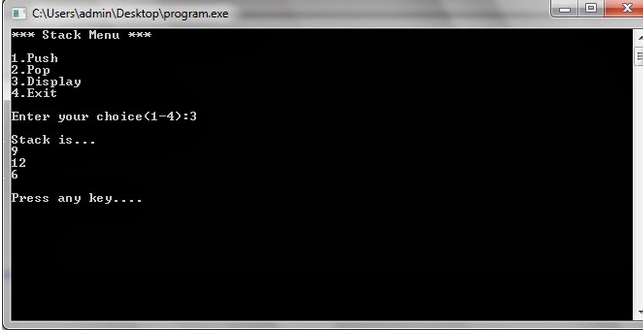 C:\Users\admin\Desktop\program.exe
*** Stack Menu ***
1.Push
2.Pop
3.Display
4.Exit
Enter your choice(1-4):3
Stack is...
9
12
6
Press any key....